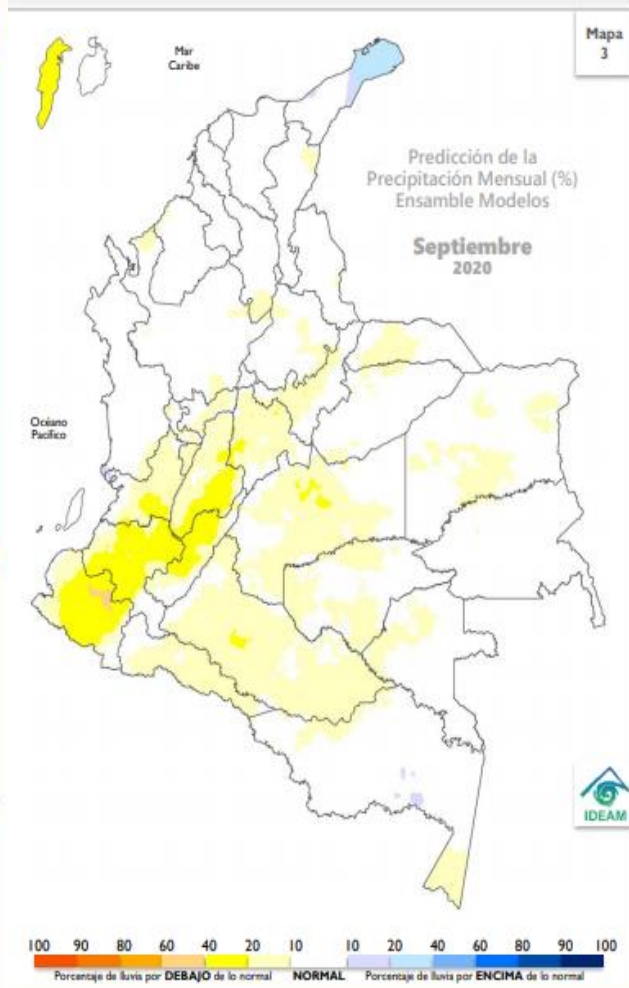 Mapa
3
Mar
Caribe
Predicción de la
Precipitación Mensual (%)
Ensamble Modelos
Septiembre
2020
Océano
Pacífico
IDEAM
100 90 80 60 40 20 10 10 20 40 60 80 90 100
Porcentaje de lluvia por DEBAJO de lo normal NORMAL Porcentaje de lluvia por ENCIMA de lo normal